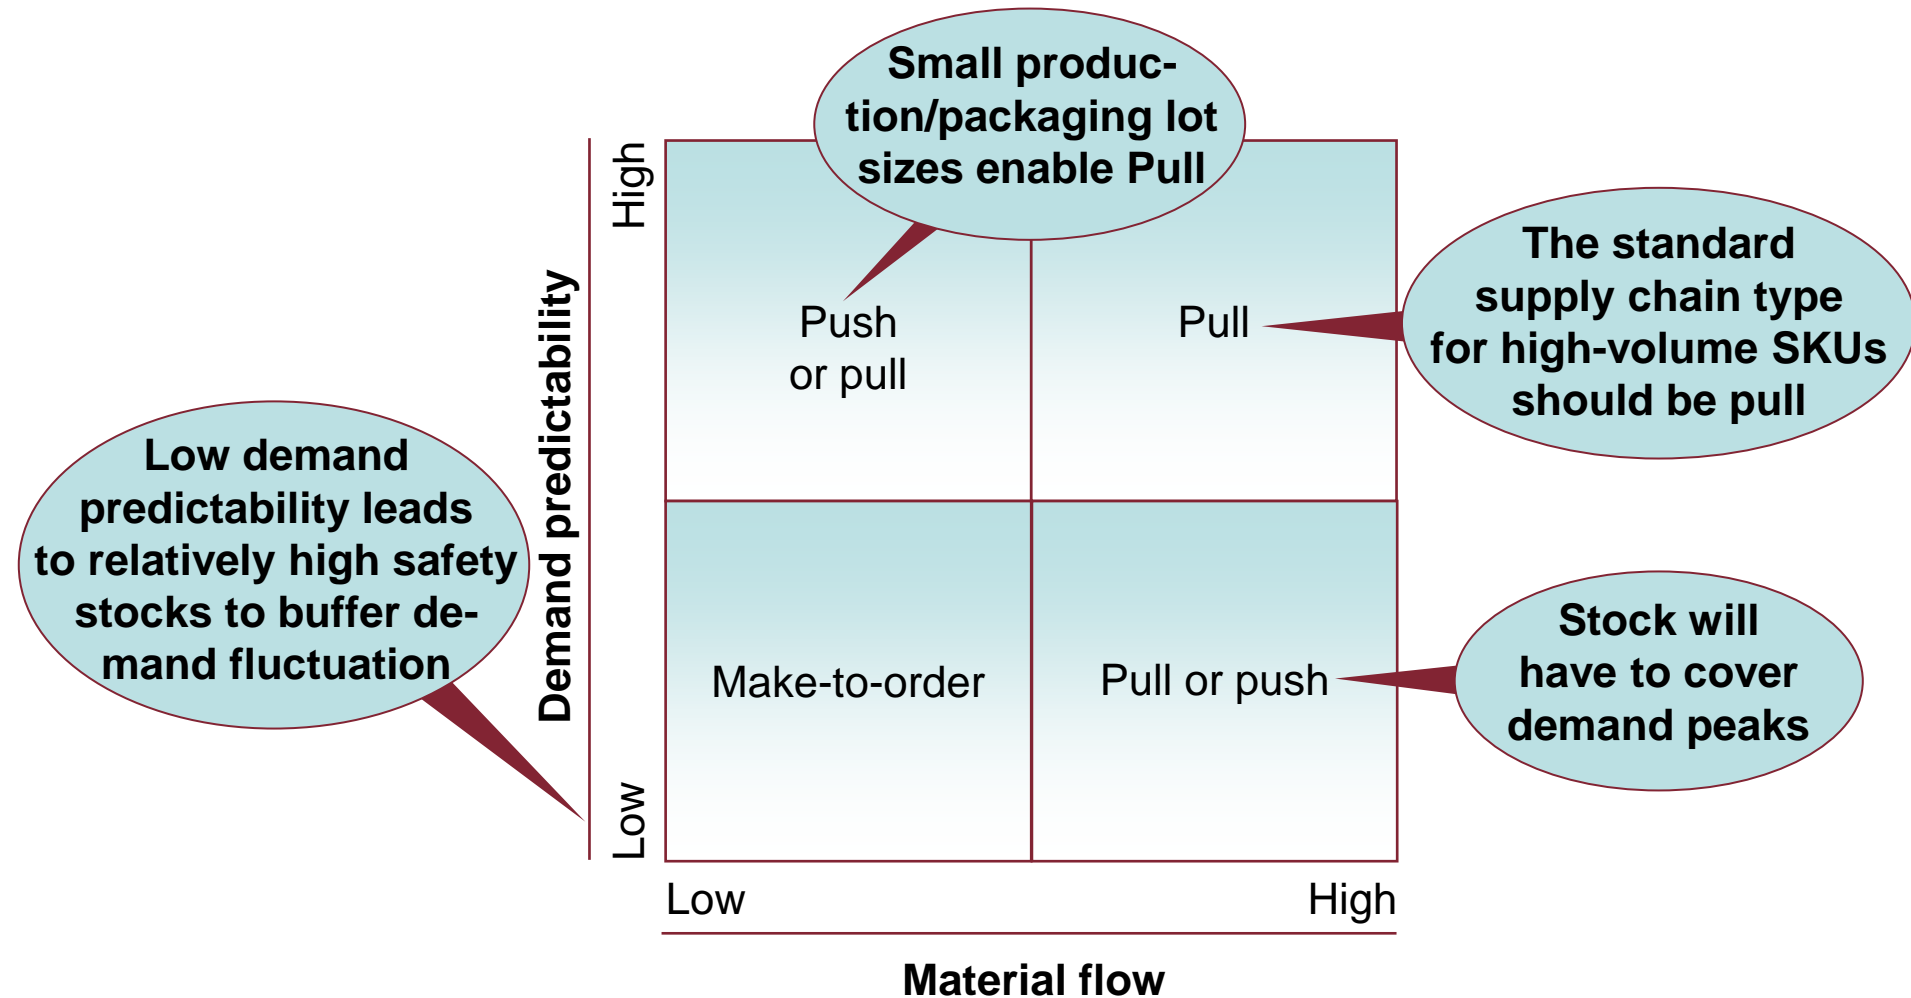 Small produc-
tion/packaging lot
sizes enable Pull
High
The standard
supply chain type
for high-volume SKUs
should be pull
Push
or pull
Pull
Demand predictability
Low demand
predictability leads
to relatively high safety
stocks to buffer de-
mand fluctuation
Make-to-order
Pull or push
Stock will
have to cover
demand peaks
Low
Low
High
Material flow